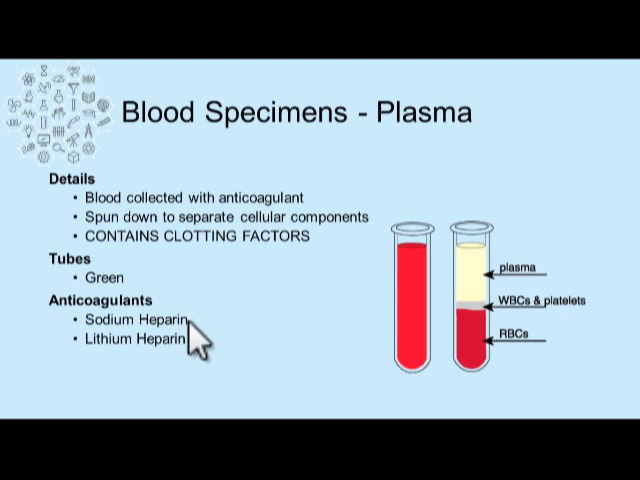 Blood Specimens - Plasma
Details
• Blood collected with anticoagulant
• Spun down to separate cellular components
• CONTAINS CLOTTING FACTORS
Tubes
• Green
Anticoagulants
• Sodium Heparin
• Lithium Heparin
plasma
WBCs & platelets
RBCs